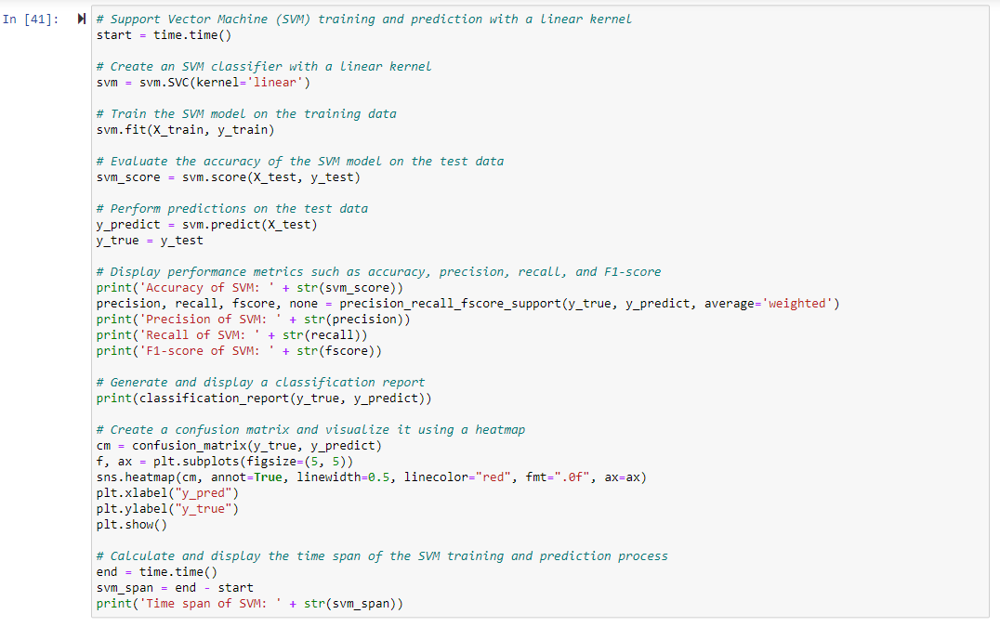 In [41]:
# Support Vector Machine (SVM) training and prediction with a linear kernel
start = time.time()
# Create an SVM classifier with a linear kernel
svm = svm.SVC(kernel='linear')
# Train the SVM model on the training data
svm.fit(X_train, y_train)
# Evaluate the accuracy of the SVM model on the test data
svm_score = svm.score(X_test, y_test)
# Perform predictions on the test data
y_predict = svm.predict(X_test)
y_true = y_test
# Display performance metrics such as accuracy, precision, recall, and F1-score
print('Accuracy of SVM: ' + str(svm_score))
precision, recall, fscore, none = precision_recall_fscore_support(y_true, y_predict, average='weighted')
print('Precision of SVM: ' + str(precision))
print('Recall of SVM: ' + str(recall))
print('F1-score of SVM: ' + str(fscore))
# Generate and display a classification report
print(classification_report(y_true, y_predict))
# Create a confusion matrix and visualize it using a heatmap
cm = confusion_matrix(y_true, y_predict)
f, ax = plt.subplots(figsize=(5, 5))
sns.heatmap(cm, annot=True, linewidth=0.5, linecolor="red", fmt=".0f", ax=ax)
plt.xlabel("y_pred")
plt.ylabel("y_true")
plt.show()
# Calculate and display the time span of the SVM training and prediction process
end = time.time()
svm_span = end - start
print('Time span of SVM: ' + str(svm_span))